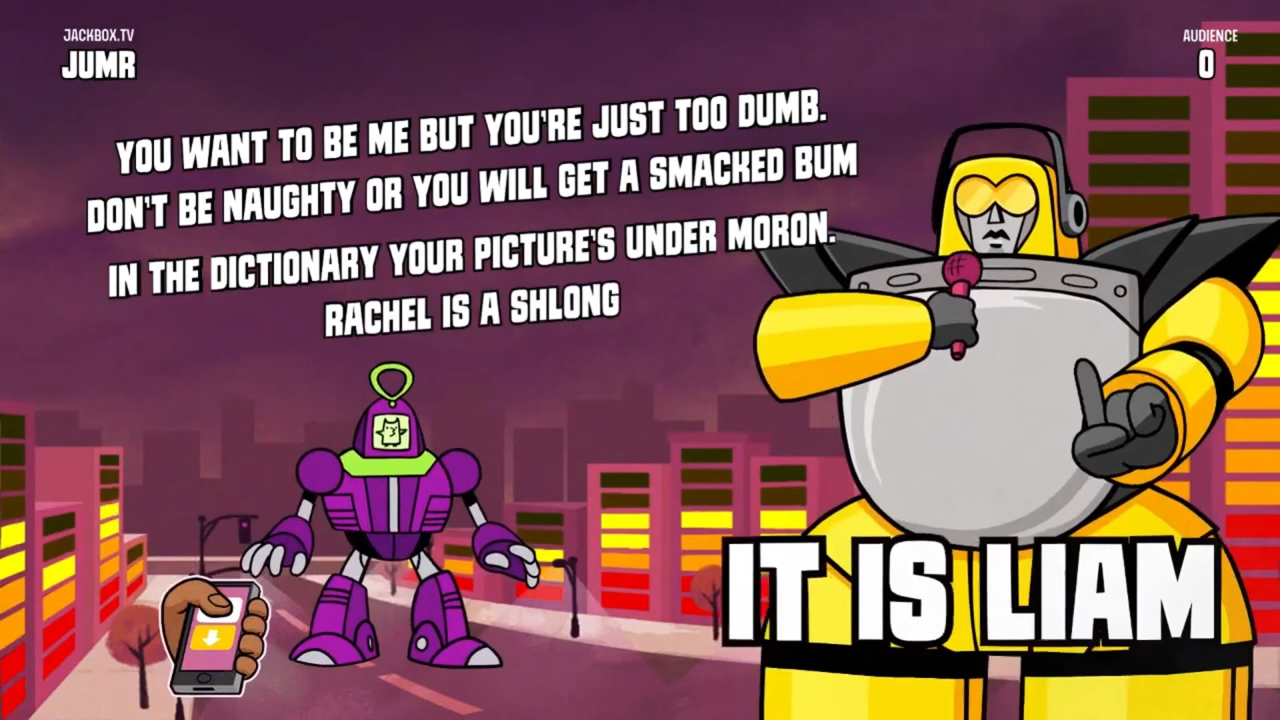 JACKBOX.TV
JUMR
AUDIENCE
0
YOU WANT TO BE ME BUT YOU'RE JUST TOO DUMB.
DON'T BE NAUGHTY OR YOU WILL GET A SMACKED BUM
IN THE DICTIONARY YOUR PICTURE'S UNDER MORON.
RACHEL IS A SHLONG
IT IS LIAM